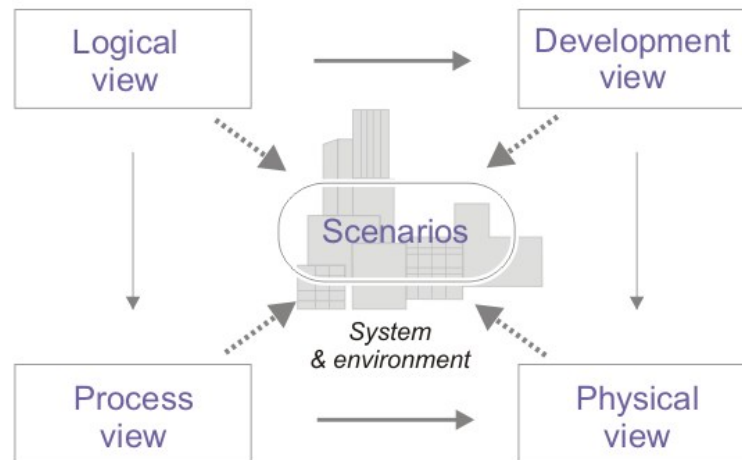 Logical
view
Development
view
Scenarios
System
& environment
Process
view
Physical
view